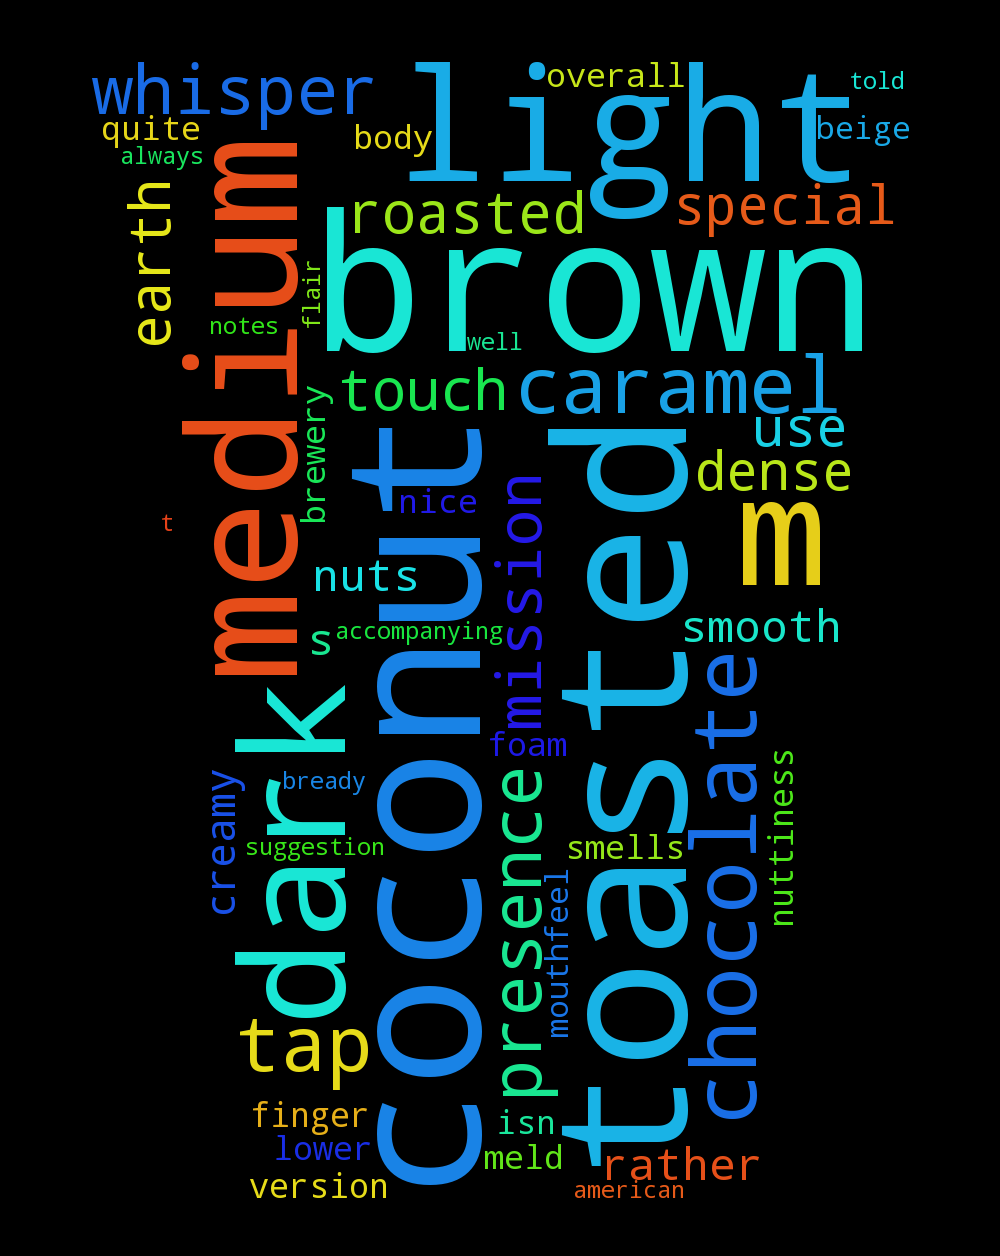 whisper
light
overall
told
quite
body
beige
always
medium
earth
roasted
special
brown
flair
notes
well
touch
caramel
brewery
use
coconut
toasted
dense
nice
mission
m
t
nuts
s
accompanying
smooth
dark
chocolate
foam
creamy
bready
presence
nuttiness
suggestion
smells
mouthfeel
tap
finger
isn
lower
meld
rather
version
american